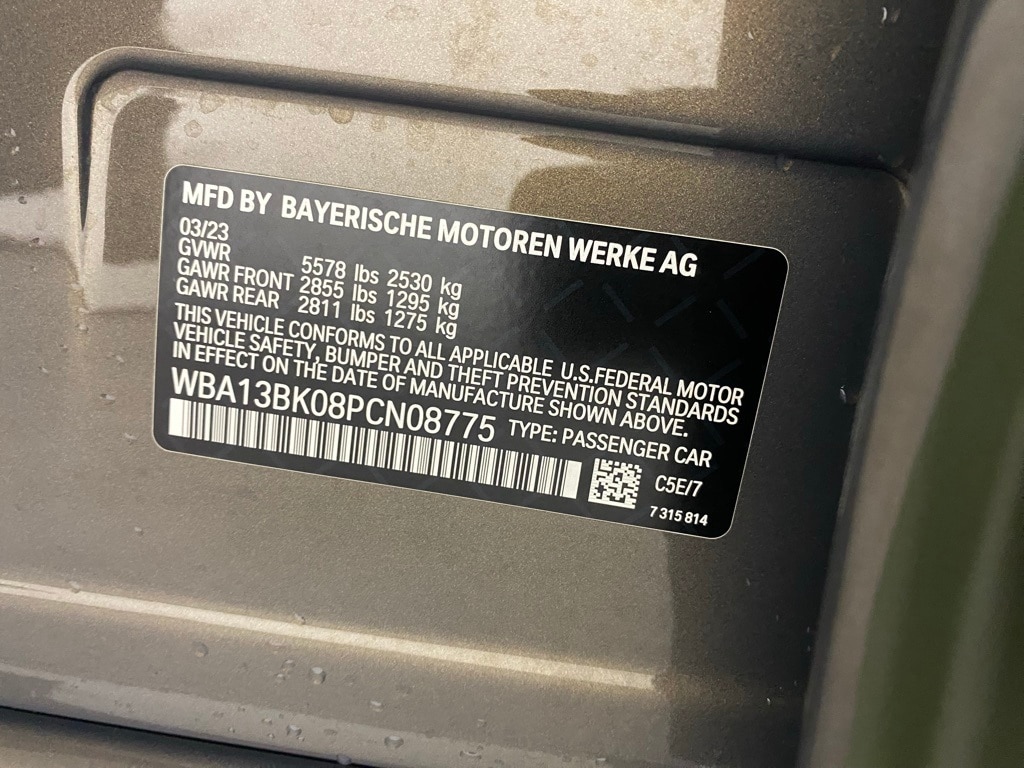 MFD BY BAYERISCHE MOTOREN WERKE AG
03/23
GVWR 5578 lbs 2530 kg
GAWR FRONT 2855 lbs 1295 kg
GAWR REAR 2811 lbs 1275 kg
THIS VEHICLE CONFORMS TO ALL APPLICABLE U.S.FEDERAL MOTOR
VEHICLE SAFETY, BUMPER AND THEFT PREVENTION STANDARDS
IN EFFECT ON THE DATE OF MANUFACTURE SHOWN ABOVE.
WBA13BK08PCN08775 TYPE: PASSENGER CAR
C5E/7
7 315 814